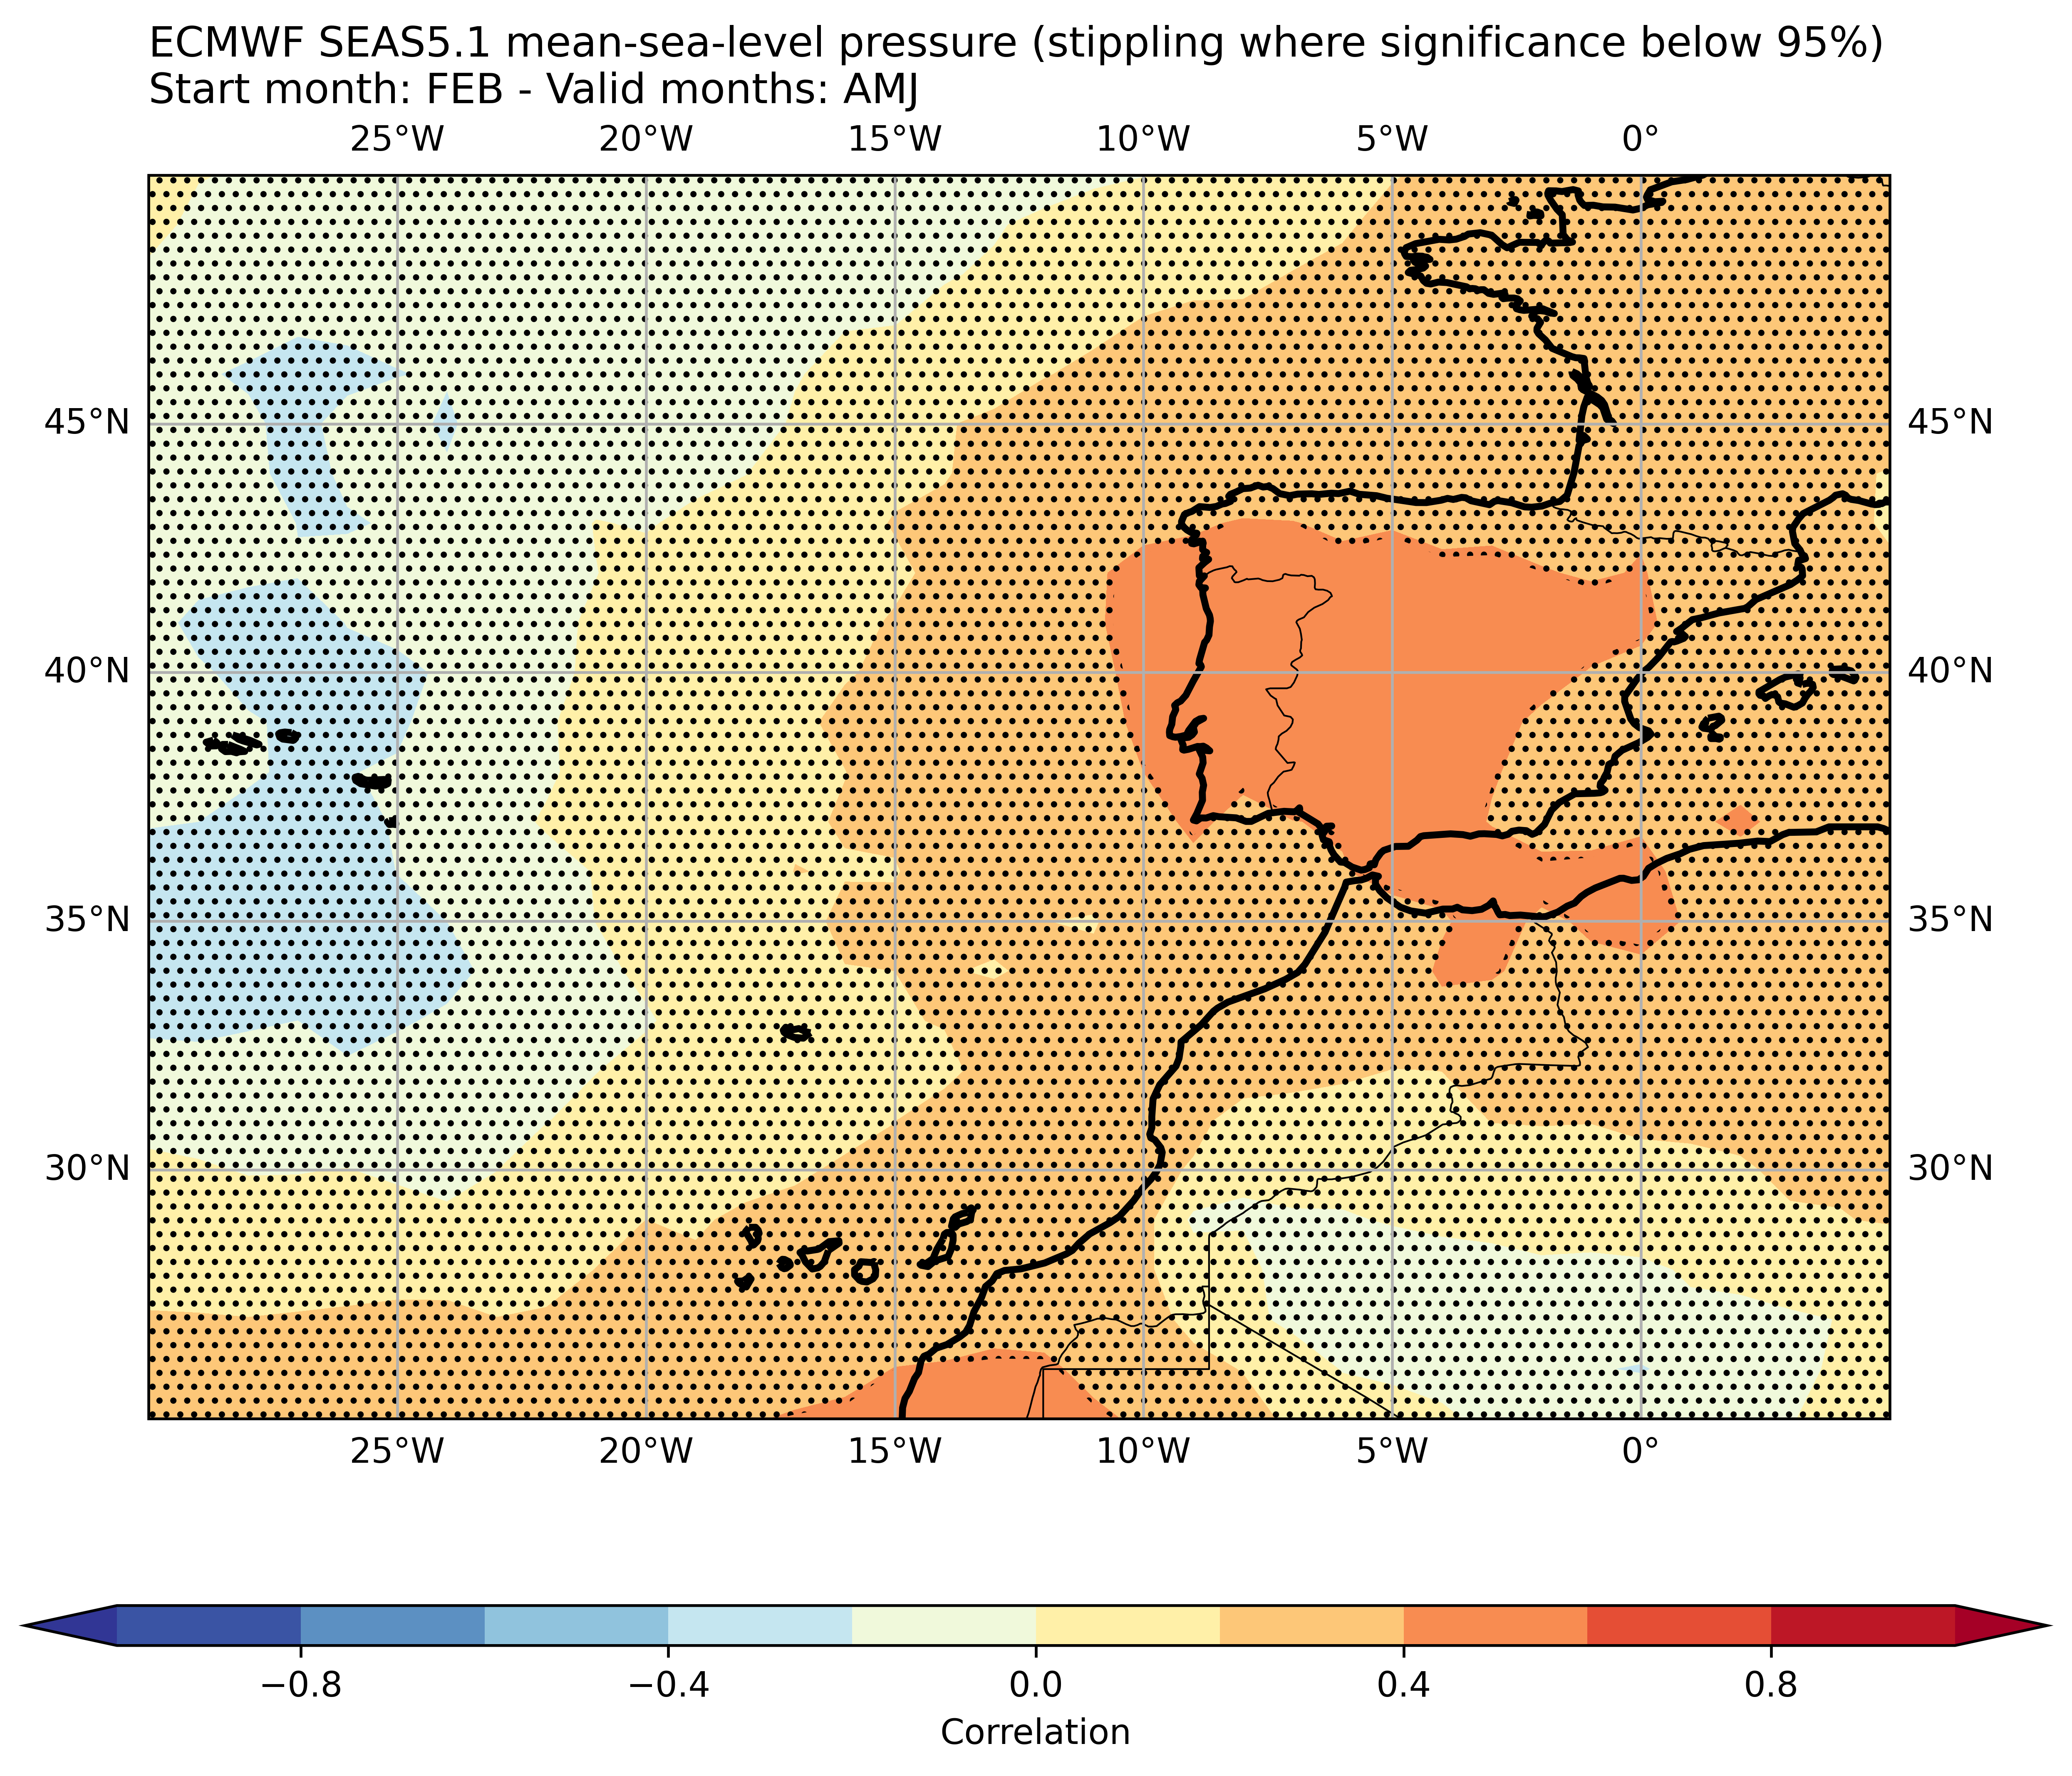 ECMWF SEAS5.1 mean-sea-level pressure (stippling where significance below 95%)
Start month: FEB - Valid months: AMJ
25°W 20°W 15°W 10°W 5°W 0°
45°N 45°N
40°N 40°N
35°N 35°N
30°N 30°N
25°W 20°W 15°W 10°W 5°W 0°
−0.8 −0.4 0.0 0.4 0.8
Correlation